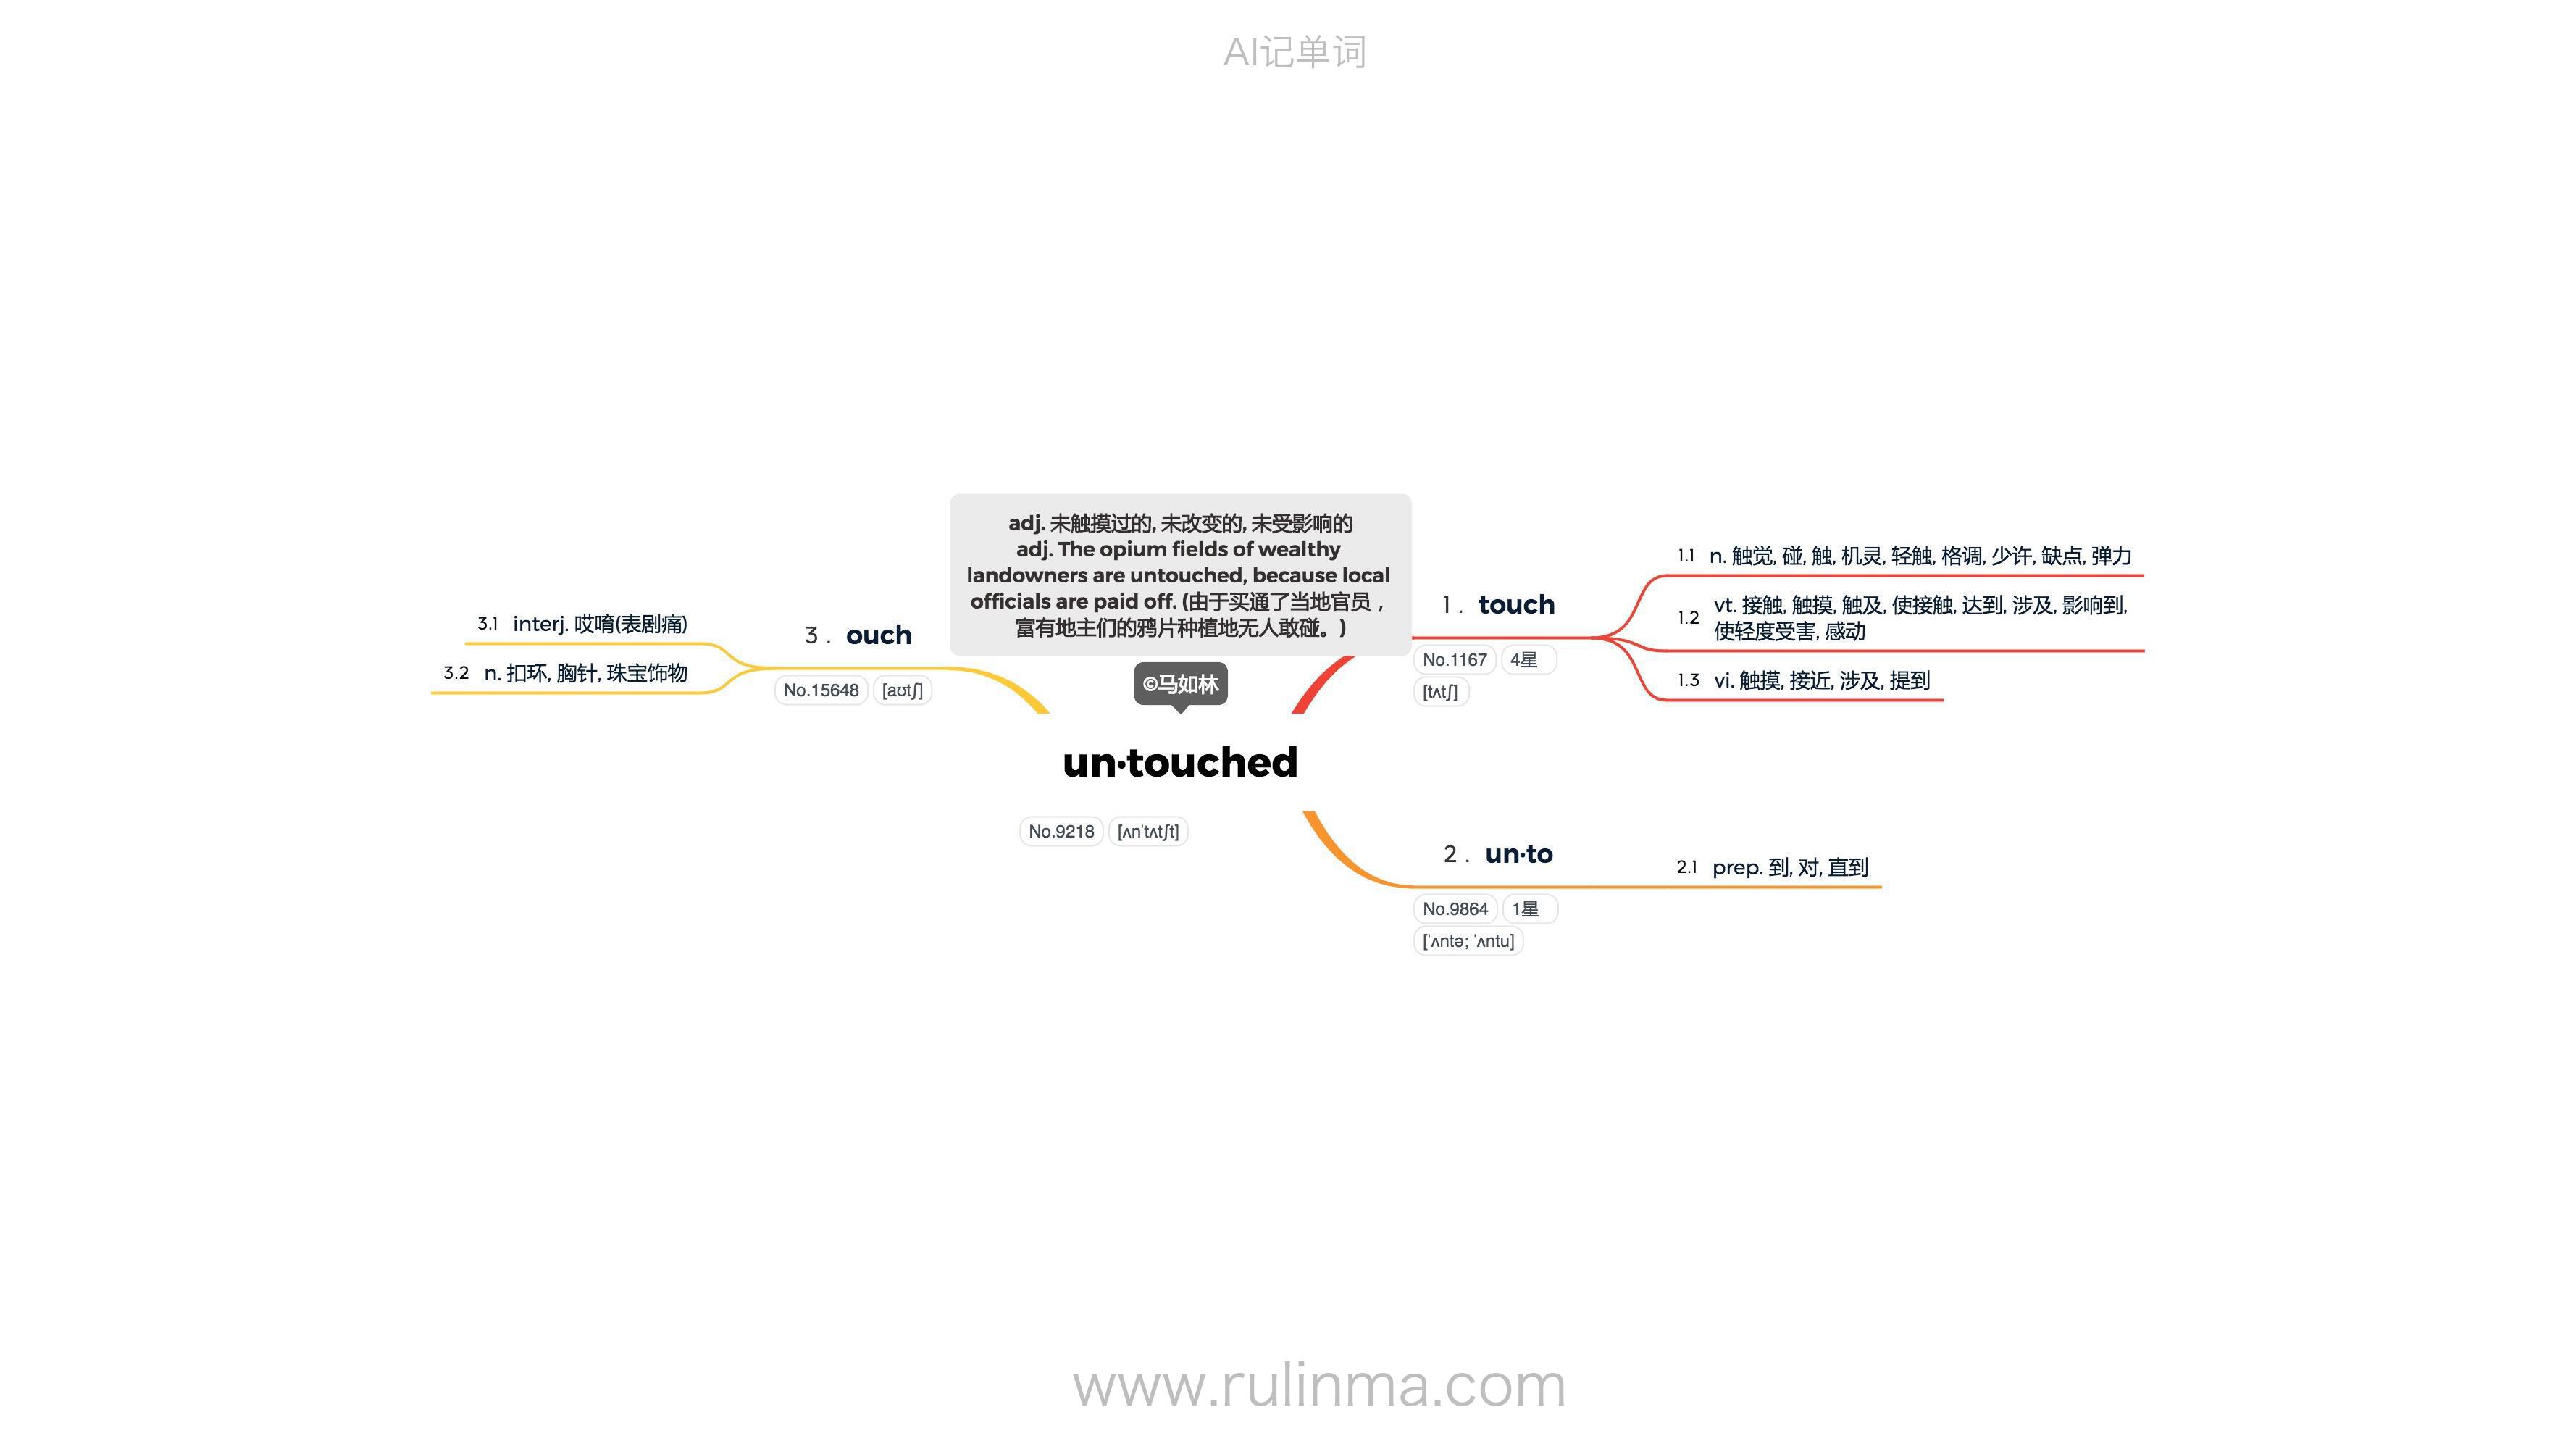 AI记单词
adj. 未触摸过的, 未改变的, 未受影响的
adj. The opium fields of wealthy
landowners are untouched, because local
officials are paid off. (由于买通了当地官员，
富有地主们的鸦片种植地无人敢碰。)
©马如林
un·touched
No.9218 [ʌnˈtʌtʃt]
1 . touch
No.1167 4星
[tʌtʃ]
1.1 n. 触觉, 碰, 触, 机灵, 轻触, 格调, 少许, 缺点, 弹力
1.2 vt. 接触, 触摸, 触及, 使接触, 达到, 涉及, 影响到,
使轻度受害, 感动
1.3 vi. 触摸, 接近, 涉及, 提到
2 . un·to
No.9864 1星
[ˈʌntə; ˈʌntu]
2.1 prep. 到, 对, 直到
3 . ouch
No.15648 [aʊtʃ]
3.1 interj. 哎唷(表剧痛)
3.2 n. 扣环, 胸针, 珠宝饰物
www.rulinma.com